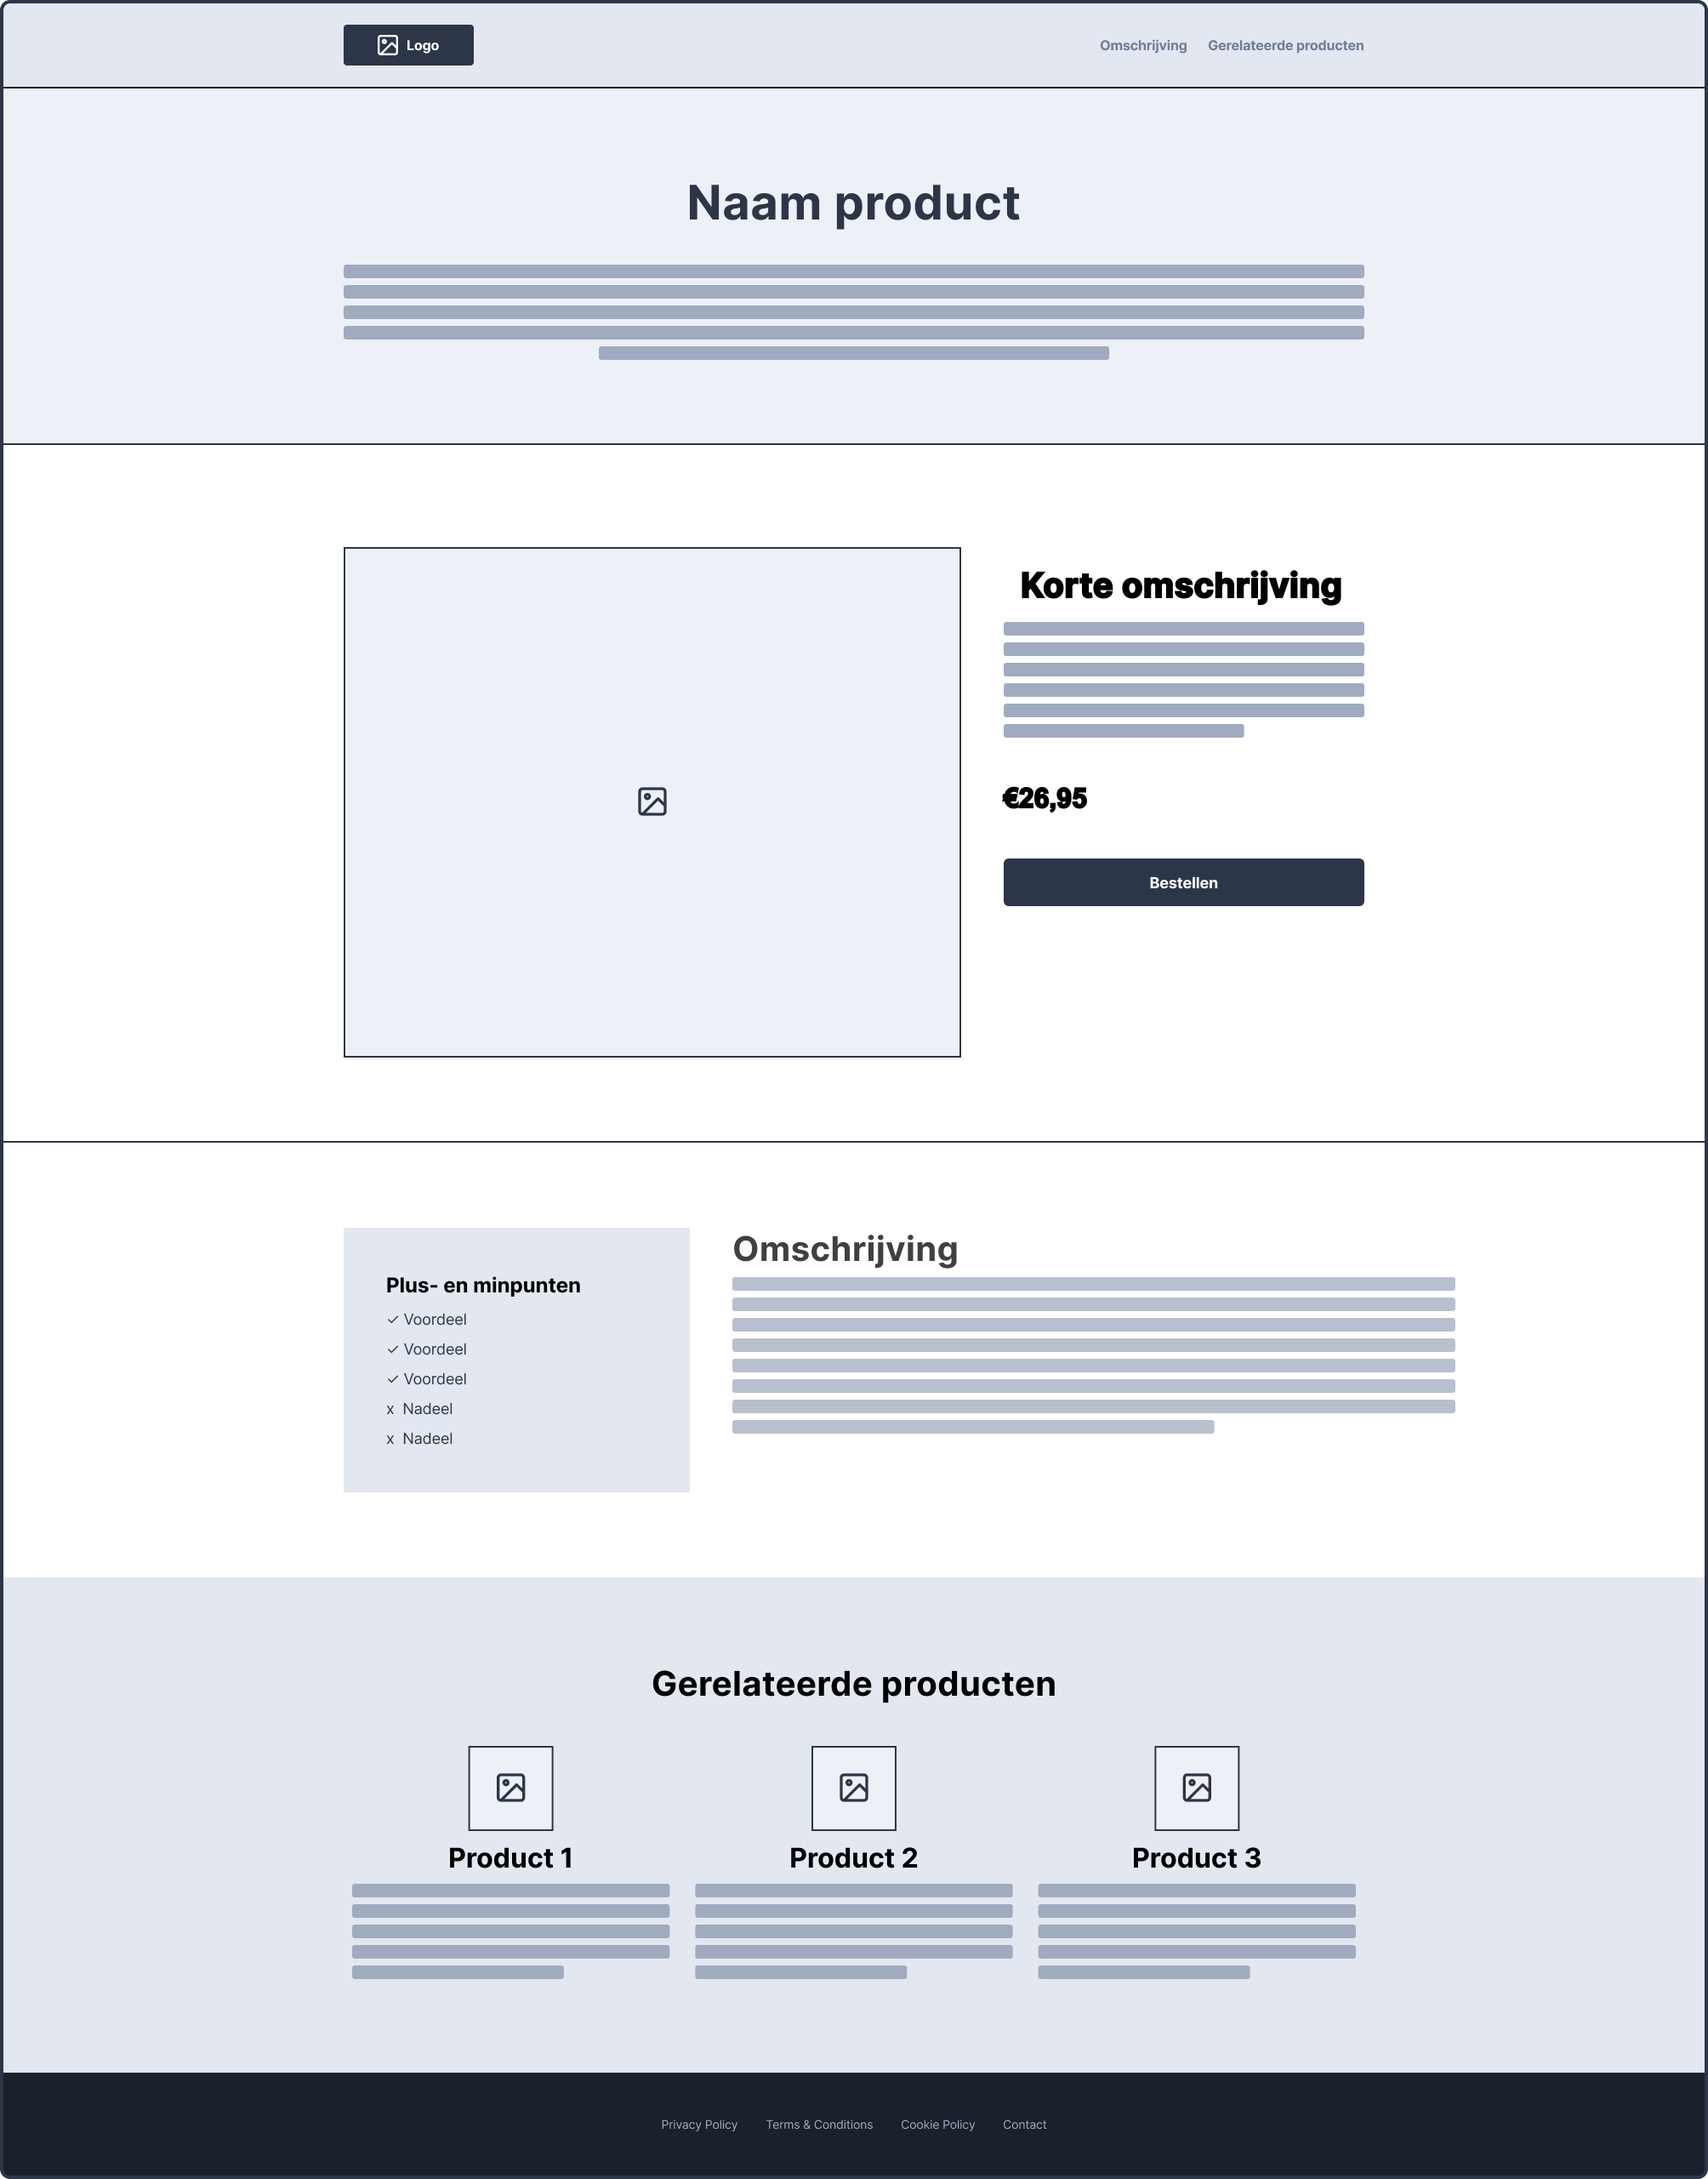 Logo
Omschrijving
Gerelateerde producten
Naam product
Korte omschrijving
€26,95
Bestellen
Plus- en minpunten
✓ Voordeel
✓ Voordeel
✓ Voordeel
x Nadeel
x Nadeel
Omschrijving
Gerelateerde producten
Product 1
Product 2
Product 3
Privacy Policy
Terms & Conditions
Cookie Policy
Contact